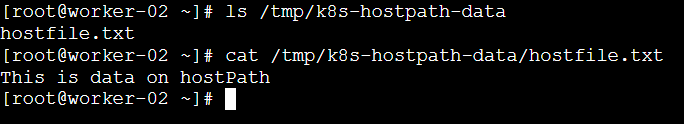 [root@worker-02 ~]# ls /tmp/k8s-hostpath-data
hostfile.txt
[root@worker-02 ~]# cat /tmp/k8s-hostpath-data/hostfile.txt
This is data on hostPath
[root@worker-02 ~]#